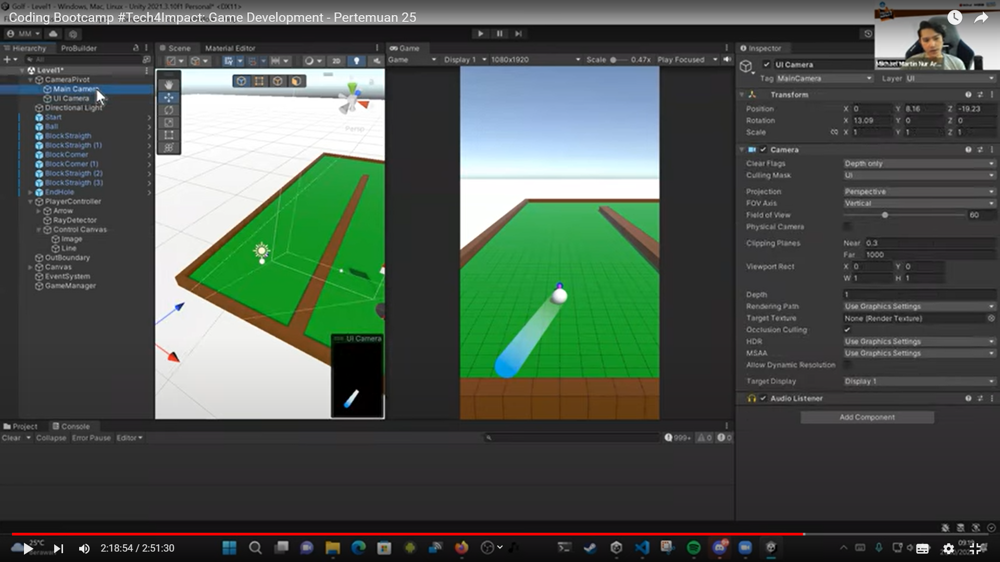 Golf - Level1 - Windows, Mac, Linux - Unity 2021.3.10f1 Personal* <DX11>
Coding Bootcamp #Tech4Impact: Game Development - Pertemuan 25
MM
Hierarchy
ProBuilder
All
Level1*
CameraPivot
Main Camera
UI Camera
Directional Light
Start
Ball
BlockStraigth
BlockStraigth (1)
BlockCorner
BlockCorner (1)
BlockStraigth (2)
BlockStraigth (3)
EndHole
PlayerController
Arrow
RayDetector
Control Canvas
Image
Line
OutBoundary
Canvas
EventSystem
GameManager
Scene
Material Editor
2D
Persp
UI Camera
Game
Game
Display 1
1080x1920
Scale
0.47x
Play Focused
Michael Martin Nur Ar...
Inspector
UI Camera
Tag MainCamera
Layer UI
Transform
Position X 0 Y 8.16 Z -19.23
Rotation X 13.09 Y 0 Z 0
Scale X 1 Y 1 Z 1
Camera
Clear Flags Depth only
Culling Mask UI
Projection Perspective
FOV Axis Vertical
Field of View 60
Physical Camera
Clipping Planes Near 0.3
Far 1000
Viewport Rect X 0 Y 0
W 1 H 1
Depth 1
Rendering Path Use Graphics Settings
Target Texture None (Render Texture)
Occlusion Culling
HDR Use Graphics Settings
MSAA Use Graphics Settings
Allow Dynamic Resolution
Target Display Display 1
Audio Listener
Add Component
Project
Console
Clear
Collapse
Error Pause
Editor
999+
0
0
25°C
2:18:54 / 2:51:30